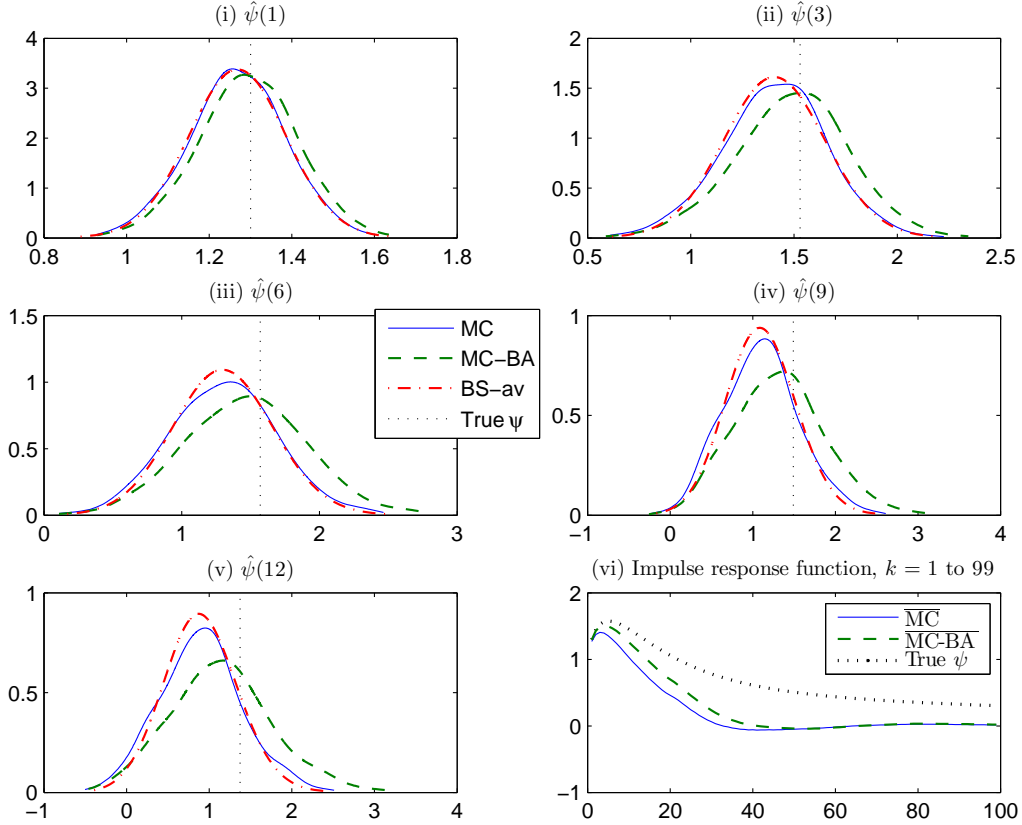 (i) ψ̂(1)
4
3
2
1
0
0.8 1 1.2 1.4 1.6 1.8
(ii) ψ̂(3)
2
1.5
1
0.5
0
0.5 1 1.5 2 2.5
(iii) ψ̂(6)
1.5
1
0.5
0
0 1 2 3
MC
MC−BA
BS−av
True ψ
(iv) ψ̂(9)
1
0.5
0
−1 0 1 2 3 4
(v) ψ̂(12)
1
0.5
0
−1 0 1 2 3 4
(vi) Impulse response function, k = 1 to 99
2
1
0
−1
0 20 40 60 80 100
M̅C̅
M̅C̅-̅B̅A̅
True ψ